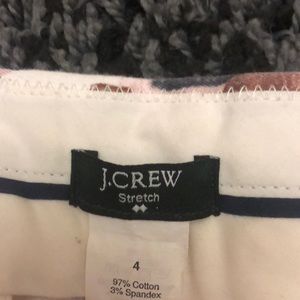 J.CREW
Stretch
4
97% Cotton
3% Spandex